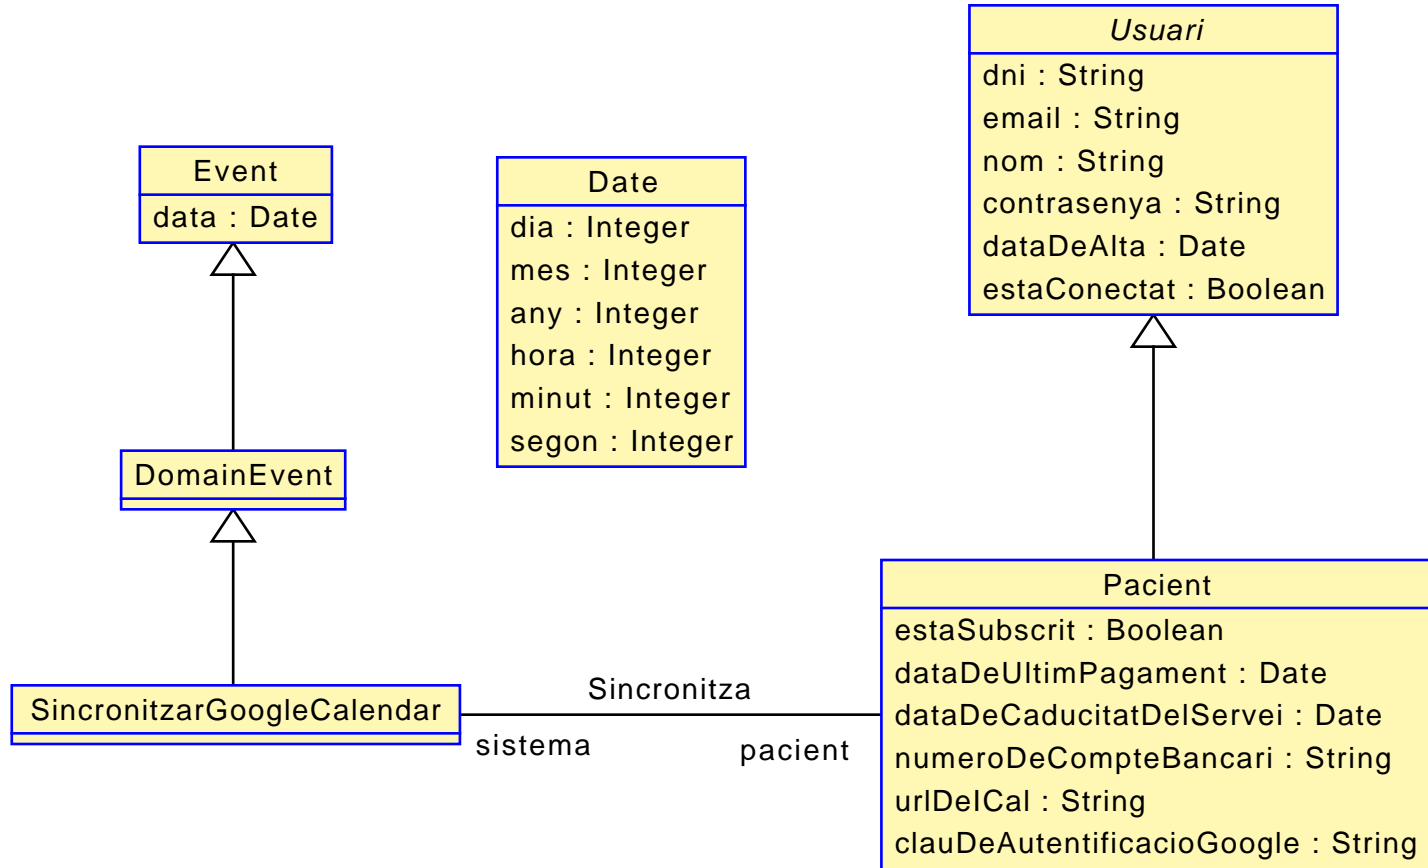 Usuari
dni : String
email : String
nom : String
contrasenya : String
dataDeAlta : Date
estaConectat : Boolean
Event
data : Date
Date
dia : Integer
mes : Integer
any : Integer
hora : Integer
minut : Integer
segon : Integer
DomainEvent
SincronitzarGoogleCalendar
Sincronitza
sistema
pacient
Pacient
estaSubscrit : Boolean
dataDeUltimPagament : Date
dataDeCaducitatDelServei : Date
numeroDeCompteBancari : String
urlDelCal : String
clauDeAutentificacioGoogle : String